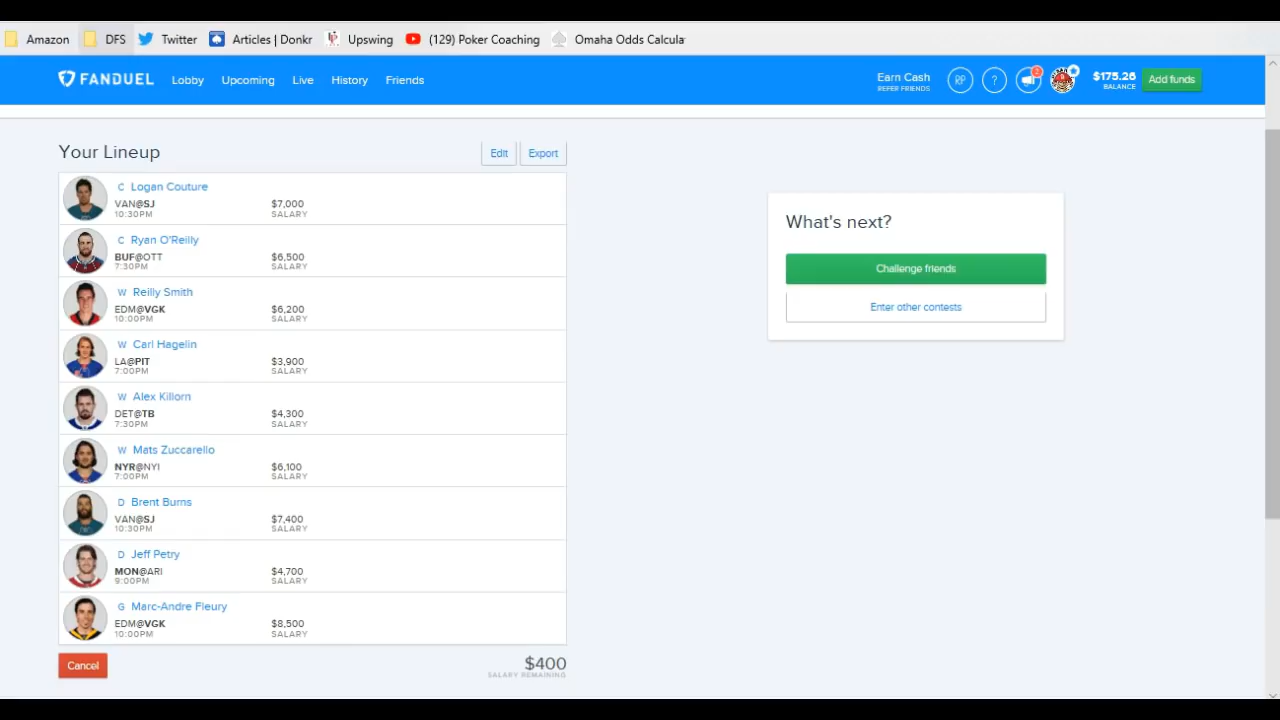 Amazon DFS Twitter Articles | Donkr Upswing (129) Poker Coaching Omaha Odds Calcula
FANDUEL Lobby Upcoming Live History Friends Earn Cash REFER FRIENDS RP ? $175.26 BALANCE Add funds
Your Lineup Edit Export
C Logan Couture
VAN@SJ $7,000
10:30PM SALARY
C Ryan O'Reilly
BUF@OTT $6,500
7:30PM SALARY
W Reilly Smith
EDM@VGK $6,200
10:00PM SALARY
W Carl Hagelin
LA@PIT $3,900
7:00PM SALARY
W Alex Killorn
DET@TB $4,300
7:30PM SALARY
W Mats Zuccarello
NYR@NYI $6,100
7:00PM SALARY
D Brent Burns
VAN@SJ $7,400
10:30PM SALARY
D Jeff Petry
MON@ARI $4,700
9:00PM SALARY
G Marc-Andre Fleury
EDM@VGK $8,500
10:00PM SALARY
Cancel $400
SALARY REMAINING
What's next?
Challenge friends
Enter other contests